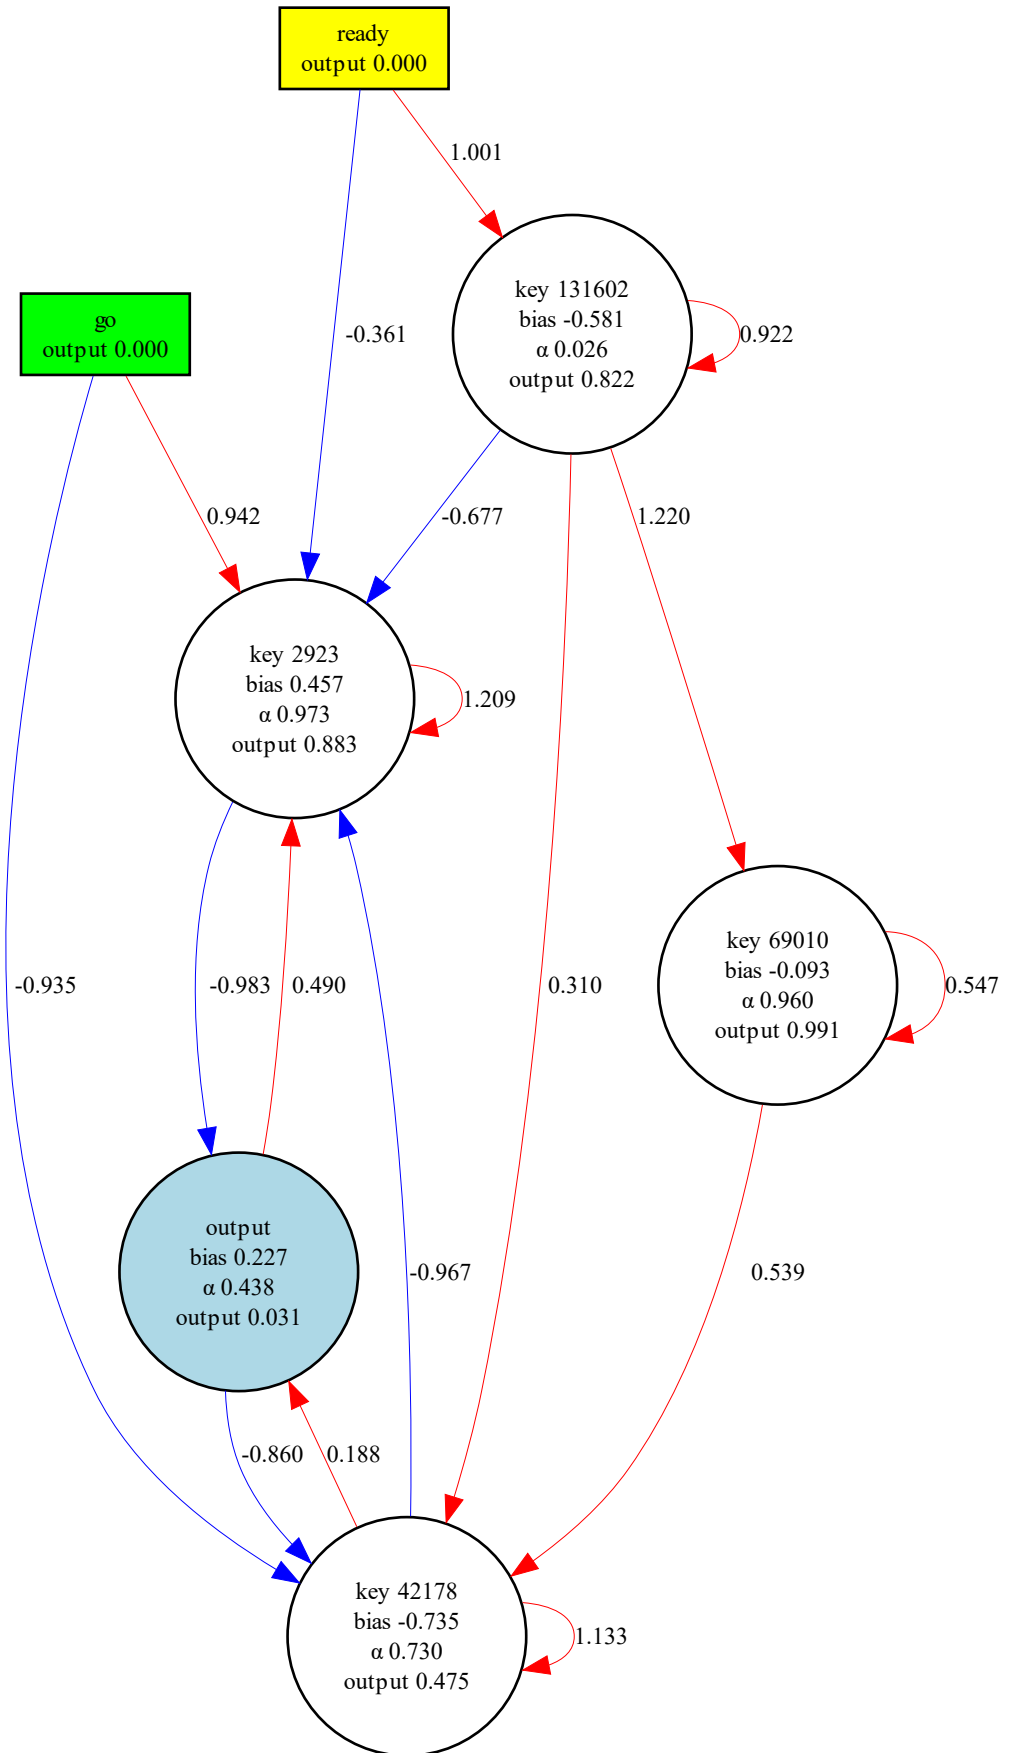 ready
output 0.000
1.001
key 131602
bias -0.581
α 0.026
output 0.822
0.922
-0.361
go
output 0.000
0.942
-0.677
1.220
key 2923
bias 0.457
α 0.973
output 0.883
1.209
key 69010
bias -0.093
α 0.960
output 0.991
0.547
-0.935
-0.983
0.490
0.310
output
bias 0.227
α 0.438
output 0.031
-0.967
0.539
-0.860
0.188
key 42178
bias -0.735
α 0.730
output 0.475
1.133